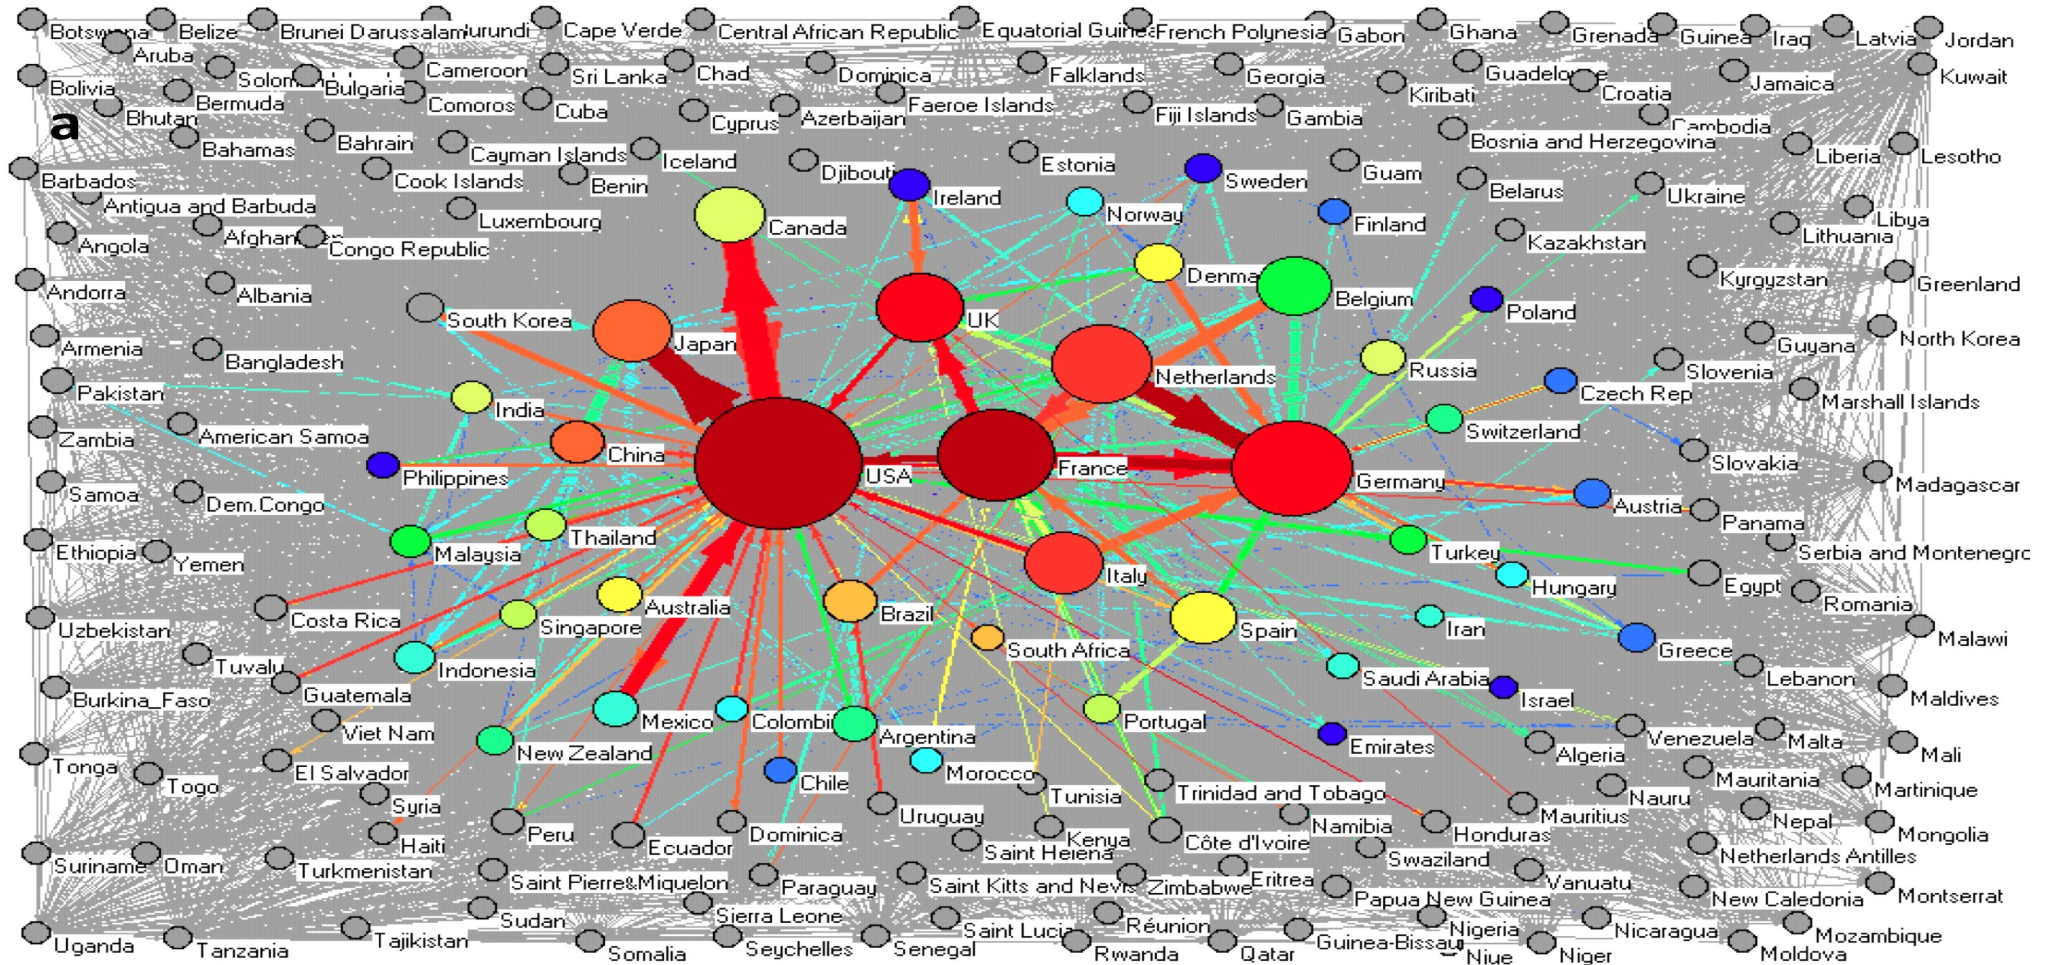 Botswana
Belize
Brunei Darussalam
urundi
Cape Verde
Central African Republic
Equatorial Guinea
French Polynesia
Gabon
Ghana
Grenada
Guinea
Iraq
Latvia
Jordan
Aruba
Bolivia
Bulgaria
Cameroon
Sri Lanka
Chad
Dominica
Falklands
Georgia
Guadeloupe
Jamaica
Kuwait
Bhutan
Bermuda
Comoros
Cuba
Cyprus
Azerbaijan
Faeroe Islands
Fiji Islands
Gambia
Kiribati
Croatia
Cambodia
a
Bahamas
Bahrain
Cayman Islands
Iceland
Djibouti
Estonia
Guam
Bosnia and Herzegovina
Liberia
Lesotho
Barbados
Cook Islands
Benin
Ireland
Sweden
Belarus
Ukraine
Antigua and Barbuda
Luxembourg
Canada
Norway
Finland
Libya
Lithuania
Angola
Congo Republic
Kazakhstan
Andorra
Albania
Denma
Belgium
Kyrgyzstan
Greenland
South Korea
Japan
UK
Poland
North Korea
Armenia
Bangladesh
Netherlands
Russia
Guyana
Slovenia
Pakistan
India
Czech Rep
Marshall Islands
Zambia
American Samoa
China
Switzerland
Slovakia
Philippines
USA
France
Germany
Madagascar
Samoa
Dem.Congo
Austria
Panama
Ethiopia
Yemen
Malaysia
Thailand
Turkey
Serbia and Montenegro
Italy
Hungary
Egypt
Romania
Uzbekistan
Costa Rica
Singapore
Australia
Brazil
Spain
Iran
Malawi
Tuvalu
Indonesia
South Africa
Greece
Lebanon
Burkina_Faso
Guatemala
Saudi Arabia
Israel
Maldives
Viet Nam
Mexico
Colombi
Argentina
Portugal
Emirates
Venezuela
Malta
Mali
Tonga
Togo
El Salvador
New Zealand
Chile
Morocco
Algeria
Mauritania
Martinique
Syria
Tunisia
Trinidad and Tobago
Nauru
Haiti
Peru
Ecuador
Dominica
Uruguay
Kenya
Côte d'Ivoire
Namibia
Honduras
Mauritius
Nepal
Mongolia
Suriname
Oman
Turkmenistan
Saint Helena
Swaziland
Netherlands Antilles
Saint Pierre&Miquelon
Paraguay
Saint Kitts and Nevis
Zimbabwe
Eritrea
Papua New Guinea
Vanuatu
New Caledonia
Montserrat
Uganda
Tanzania
Tajikistan
Sudan
Somalia
Sierra Leone
Seychelles
Senegal
Saint Lucia
Rwanda
Réunion
Qatar
Guinea-Bissau
Nigeria
Niue
Niger
Nicaragua
Moldova
Mozambique